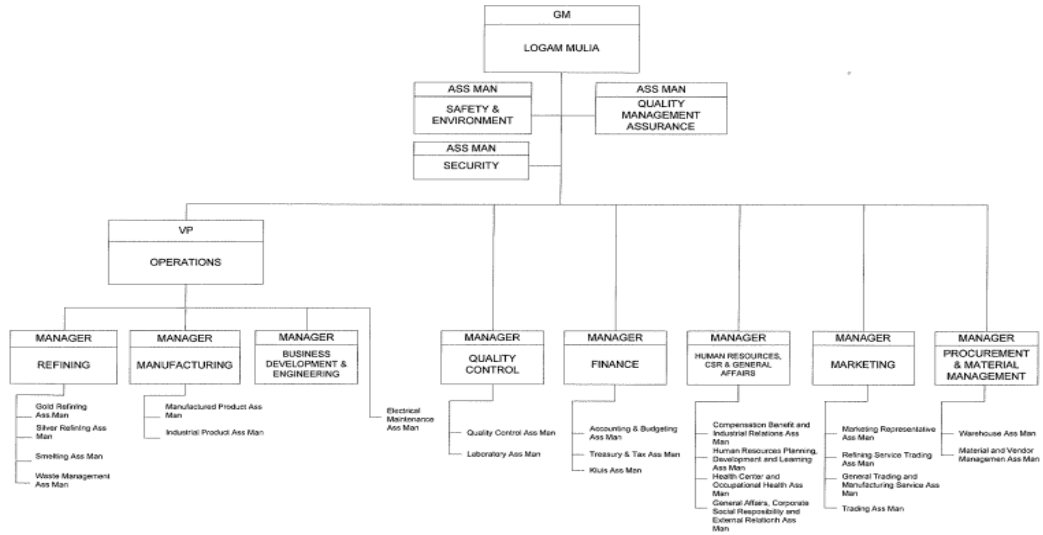 GM
LOGAM MULIA
ASS MAN
SAFETY &
ENVIRONMENT
ASS MAN
QUALITY
MANAGEMENT
ASSURANCE
ASS MAN
SECURITY
VP
OPERATIONS
MANAGER
REFINING
MANAGER
MANUFACTURING
MANAGER
BUSINESS
DEVELOPMENT &
ENGINEERING
MANAGER
QUALITY
CONTROL
MANAGER
FINANCE
MANAGER
HUMAN RESOURCES,
CSR & GENERAL
AFFAIRS
MANAGER
MARKETING
MANAGER
PROCUREMENT
& MATERIAL
MANAGEMENT
Gold Refining
Ass.Man
Silver Refining Ass
Man
Smelting Ass Man
Waste Management
Ass Man
Manufactured Product Ass
Man
Industrial Product Ass Man
Electrical
Maintenance
Ass Man
Quality Control Ass Man
Laboratory Ass Man
Accounting & Budgeting
Ass Man
Treasury & Tax Ass Man
Kluis Ass Man
Compensation Benefit and
Industrial Relations Ass
Man
Human Resources Planning,
Development and Learning
Ass Man
Health Center and
Occupational Health Ass
Man
General Affairs, Corporate
Social Resposibility and
External Relationh Ass
Man
Marketing Representative
Ass Man
Refining Service Trading
Ass Man
General Trading and
Manufacturing Service Ass
Man
Trading Ass Man
Warehouse Ass Man
Material and Vendor
Managemen Ass Man